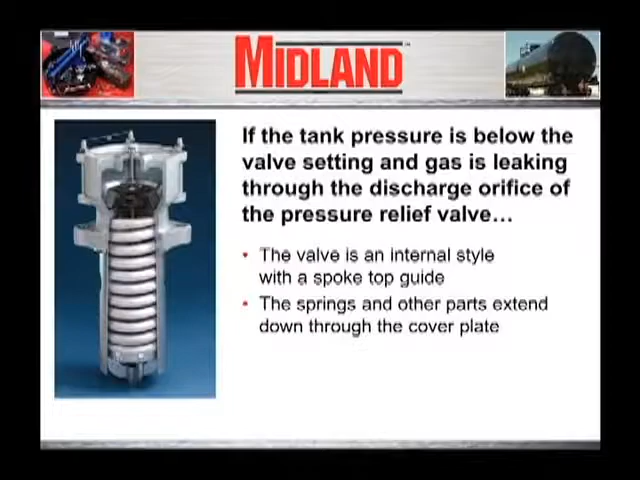 MIDLAND
If the tank pressure is below the
valve setting and gas is leaking
through the discharge orifice of
the pressure relief valve...
• The valve is an internal style
with a spoke top guide
• The springs and other parts extend
down through the cover plate